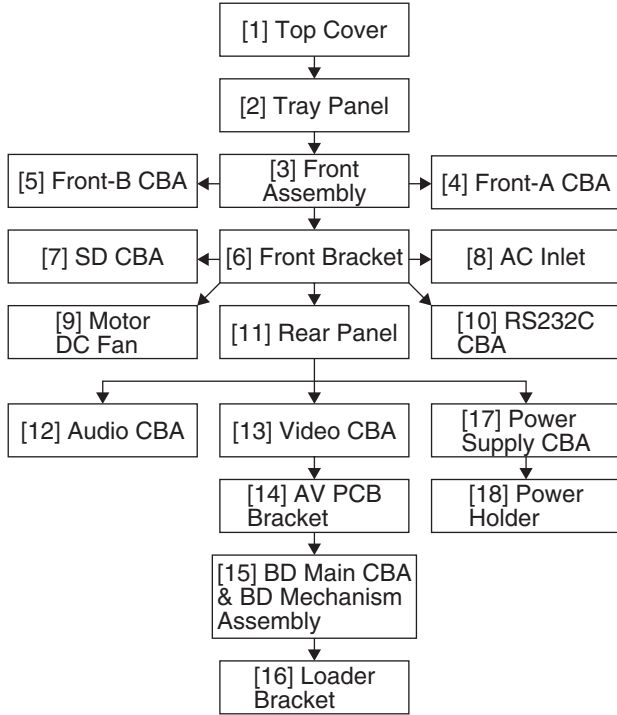 [1] Top Cover
[2] Tray Panel
[5] Front-B CBA
[3] Front
Assembly
[4] Front-A CBA
[7] SD CBA
[6] Front Bracket
[8] AC Inlet
[9] Motor
DC Fan
[11] Rear Panel
[10] RS232C
CBA
[12] Audio CBA
[13] Video CBA
[17] Power
Supply CBA
[14] AV PCB
Bracket
[18] Power
Holder
[15] BD Main CBA
& BD Mechanism
Assembly
[16] Loader
Bracket